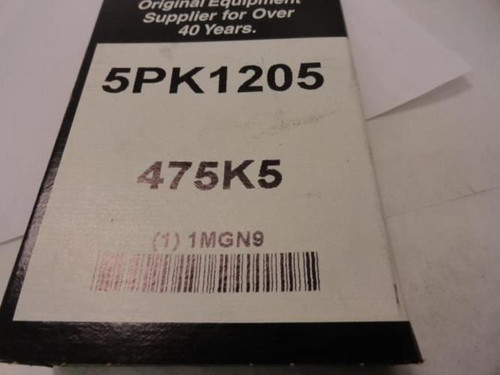 Original Equipment
Supplier for Over
40 Years.
5PK1205
475K5
(1) 1MGN9